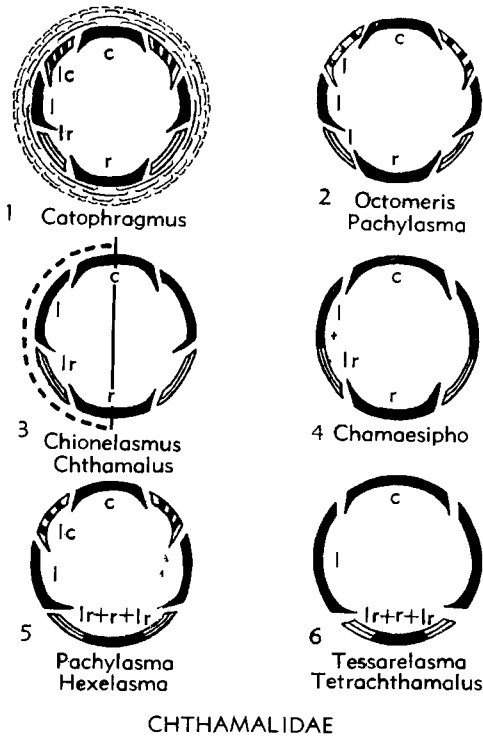 c
lc
l
lr
r
1 Catophragmus
c
l
l
l
r
2 Octomeris
Pachylasma
c
l
lr
r
3 Chionelasmus
Chthamalus
c
l
+
lr
r
4 Chamaesipho
c
lc
l
lr+r+lr
5
Pachylasma
Hexelasma
c
l
lr+r+lr
6
Tessarelasma
Tetrachthamalus
CHTHAMALIDAE